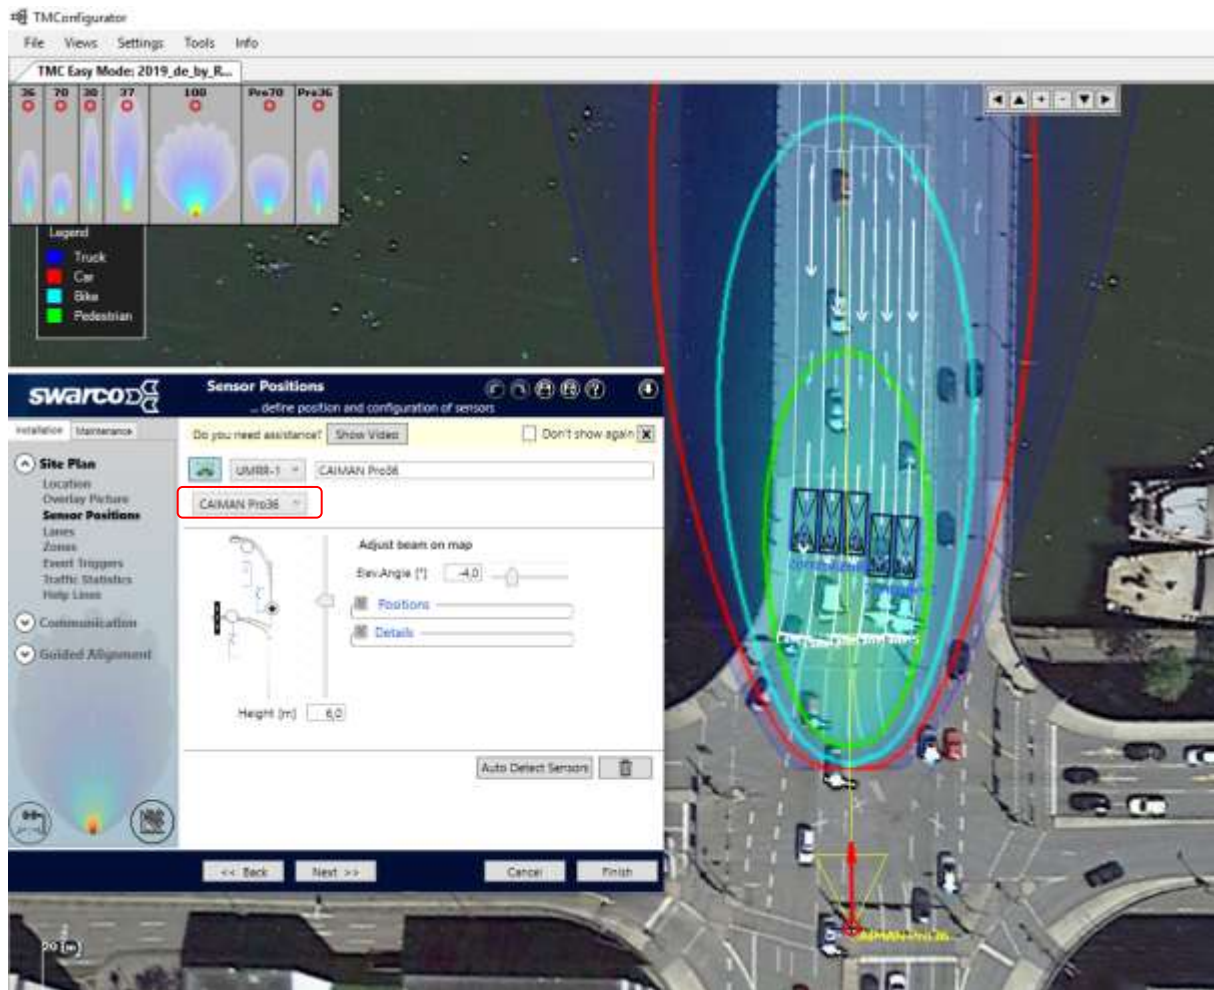 TMConfigurator
File Views Settings Tools Info
TMC Easy Mode: 2019_de_by_R...
36 70 30 37 100 Pro70 Pro36
Legend
Truck
Car
Bike
Pedestrian
swarco
Sensor Positions
... define position and configuration of sensors
Installation Maintenance
Do you need assistance? Show Video Don't show again
Site Plan
Location
Overlay Picture
Sensor Positions
Lanes
Zones
Event Triggers
Traffic Statistics
Help Lines
Communication
Guided Alignment
UMRR-1 CAIMAN Pro36
CAIMAN Pro36
Adjust beam on map
Elev.Angle [°] -4,0
Positions
Details
Height [m] 6,0
Auto Detect Sensors
<< Back Next >> Cancel Finish
20 [m]
CAIMAN Pro36